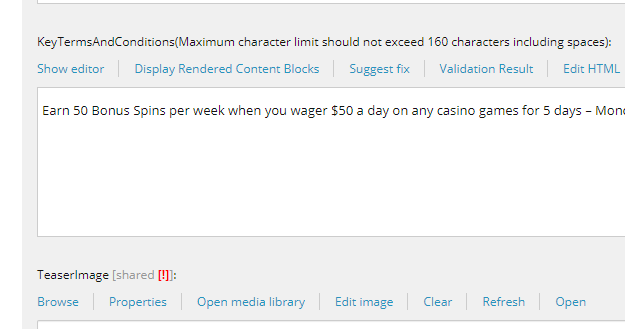 KeyTermsAndConditions(Maximum character limit should not exceed 160 characters including spaces):
Show editor Display Rendered Content Blocks Suggest fix Validation Result Edit HTML
Earn 50 Bonus Spins per week when you wager $50 a day on any casino games for 5 days –
TeaserImage [shared [!]]:
Browse Properties Open media library Edit image Clear Refresh Open